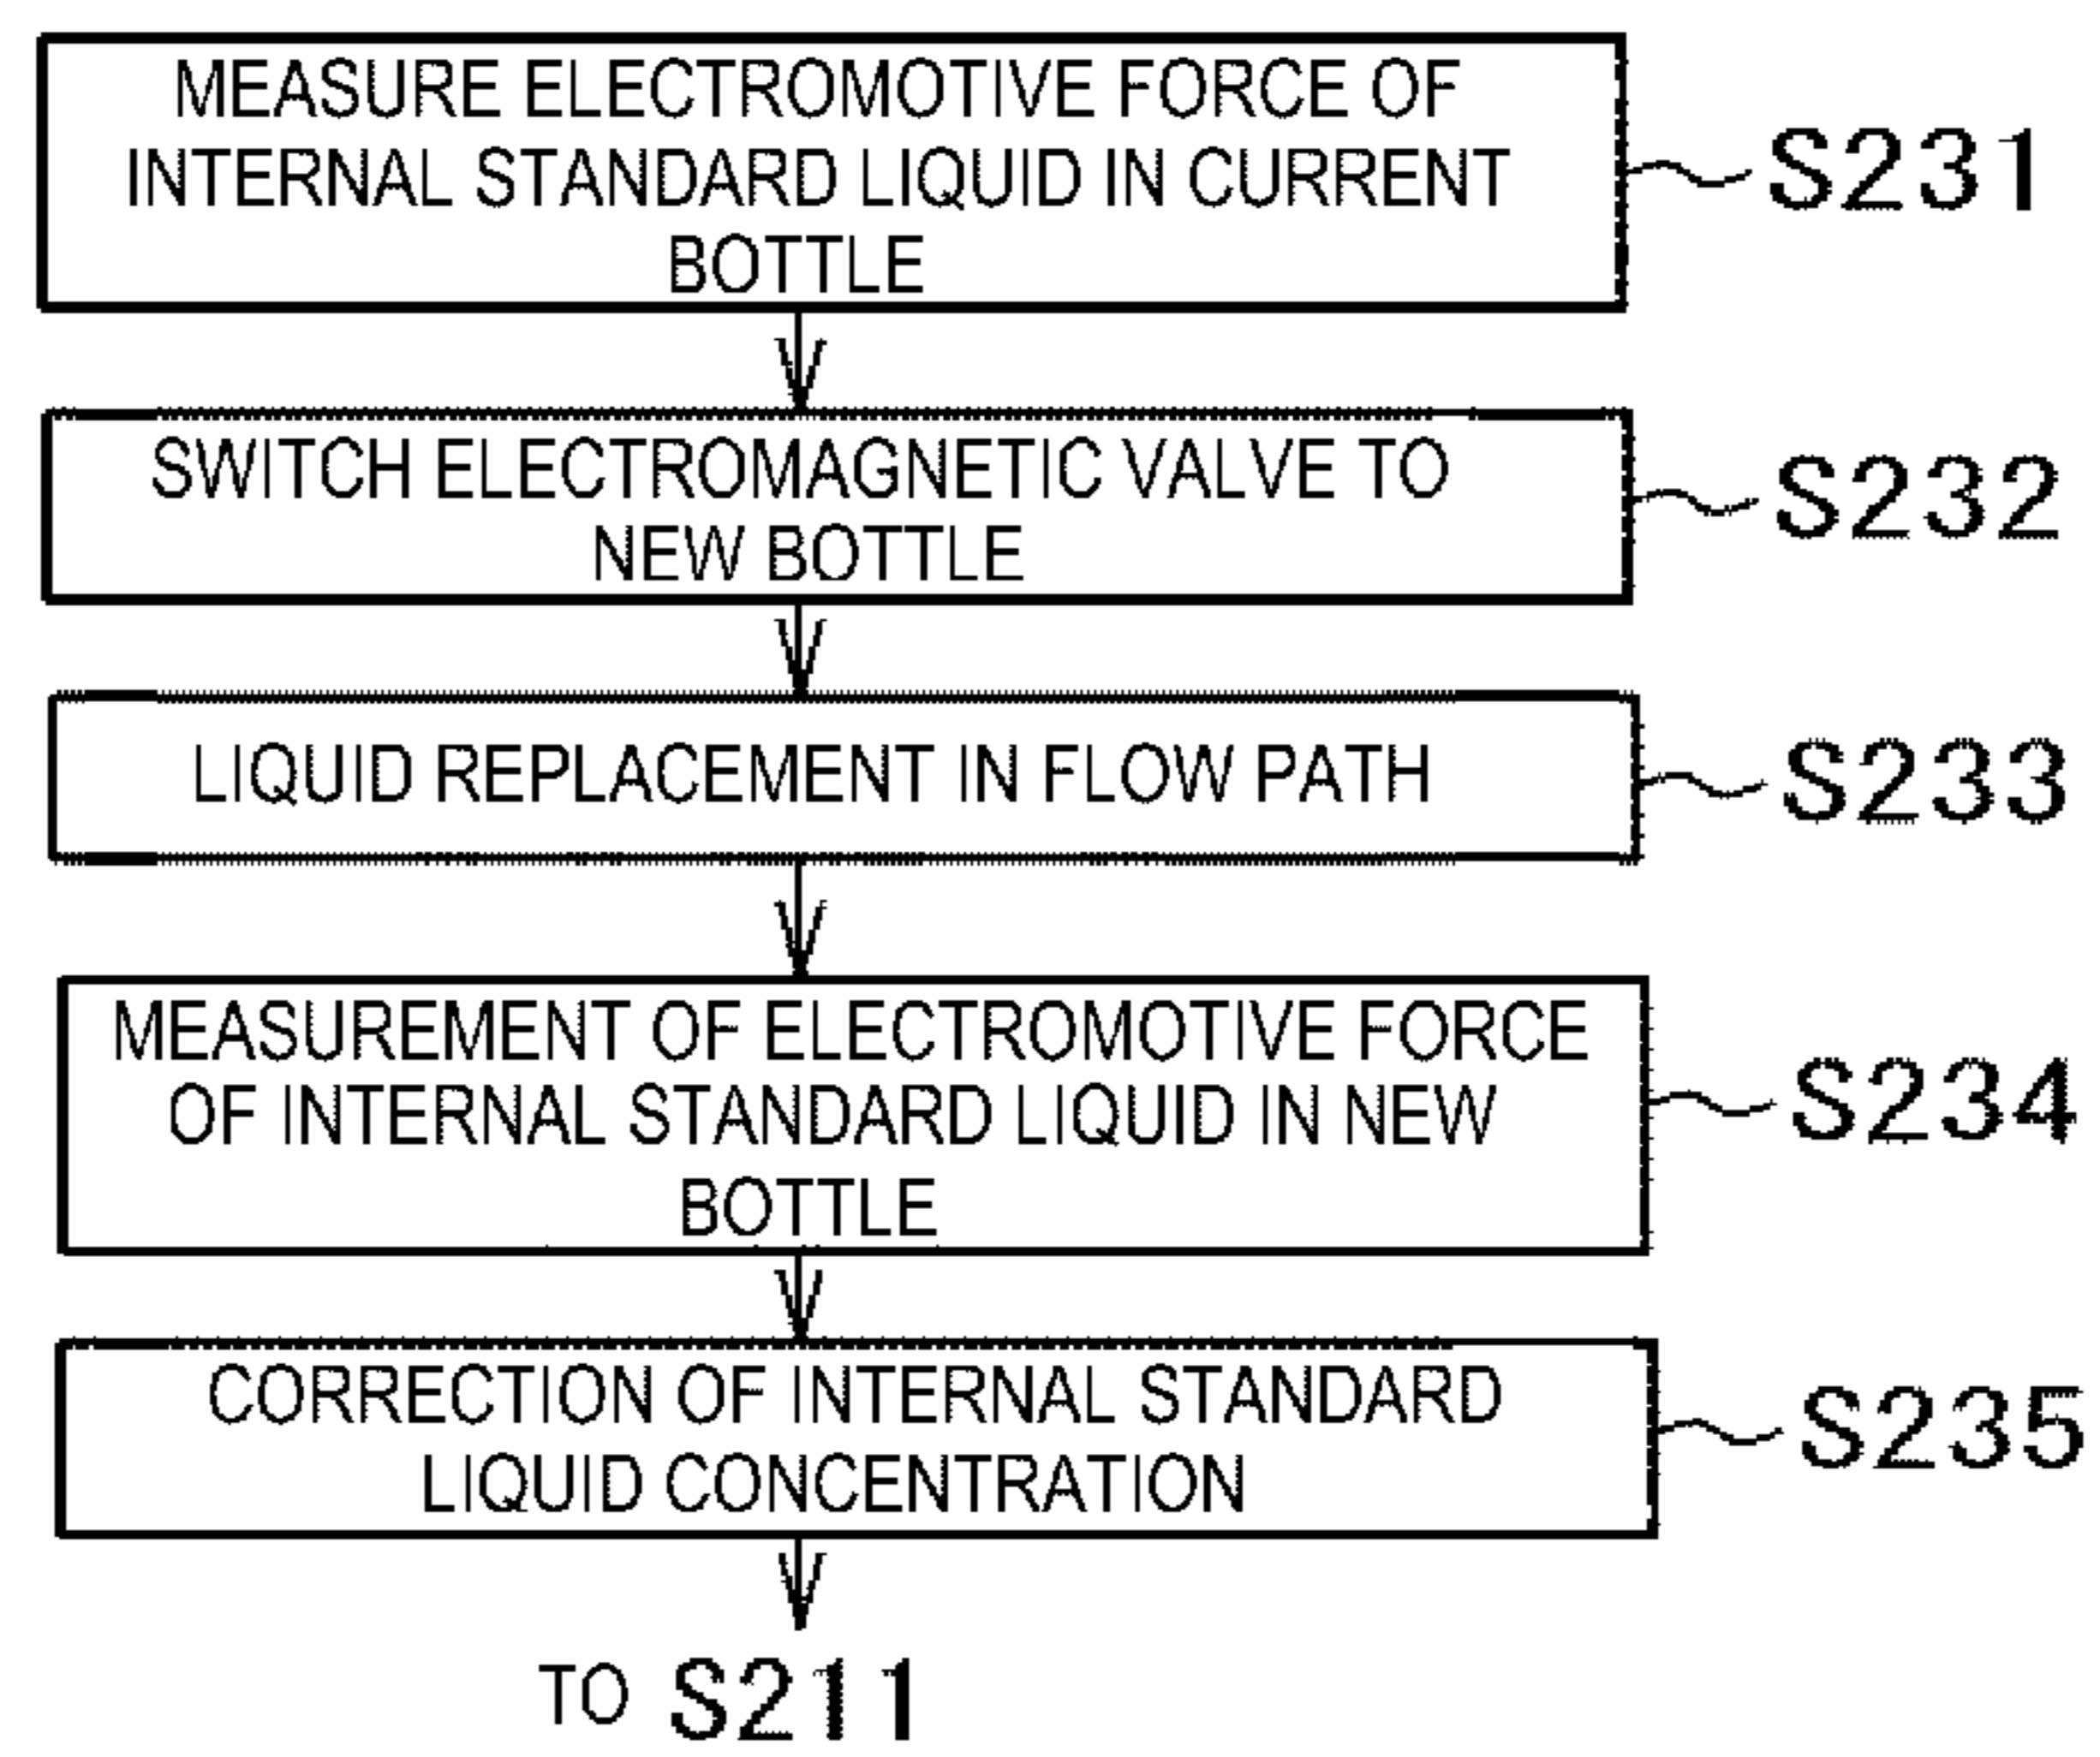 MEASURE ELECTROMOTIVE FORCE OF
INTERNAL STANDARD LIQUID IN CURRENT
BOTTLE
S231
SWITCH ELECTROMAGNETIC VALVE TO
NEW BOTTLE
S232
LIQUID REPLACEMENT IN FLOW PATH
S233
MEASUREMENT OF ELECTROMOTIVE FORCE
OF INTERNAL STANDARD LIQUID IN NEW
BOTTLE
S234
CORRECTION OF INTERNAL STANDARD
LIQUID CONCENTRATION
S235
TO S211